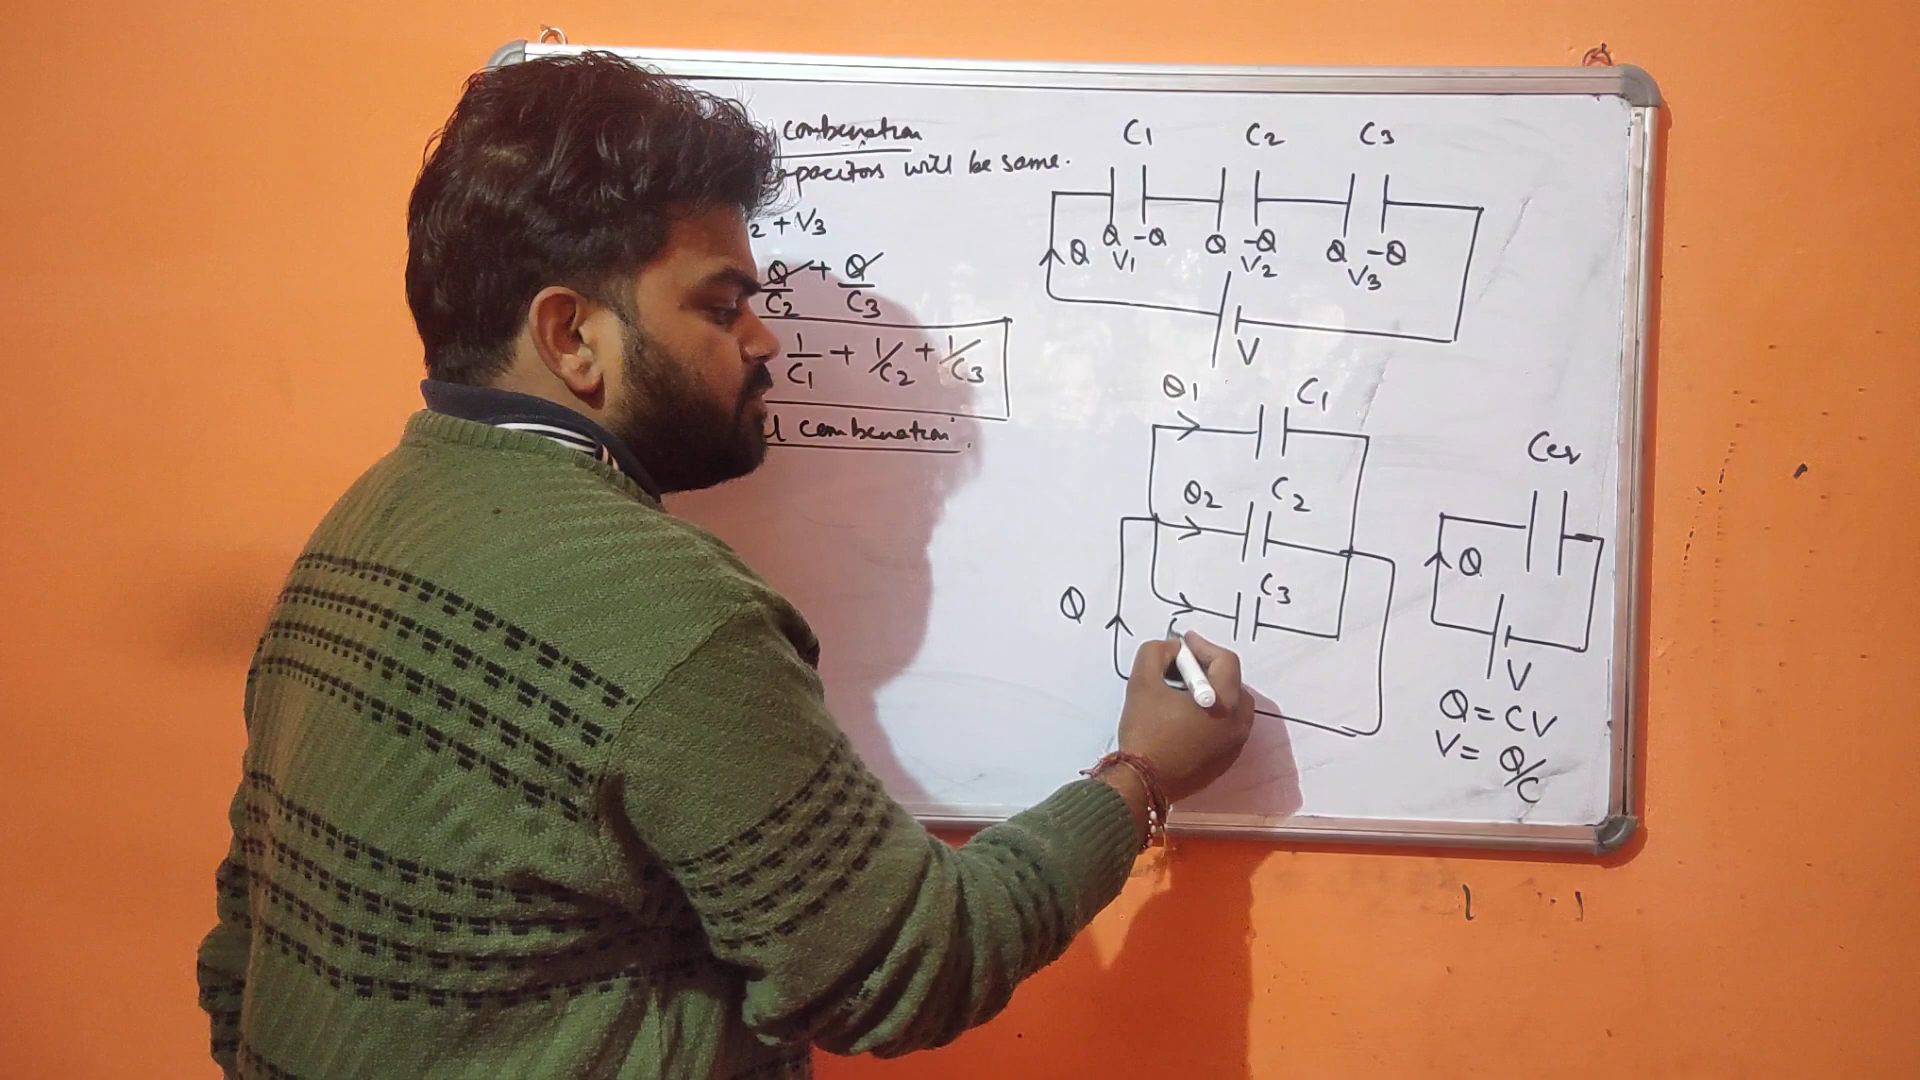 combination
capacitors will be same.
2 + V3
Q/C2 + Q/C3
1/C1 + 1/C2 + 1/C3
l combination.
C1 C2 C3
Q Q -Q Q -Q Q -Q
V1 V2 V3
V
Q1 C1
Q2 C2
C3
Q
Ceq
Q
V
Q = CV
V = Q/C